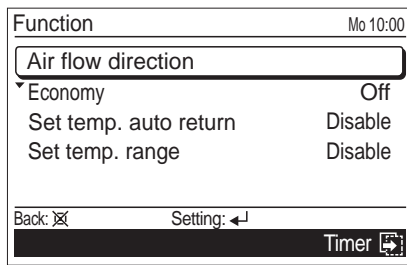 Function Mo 10:00
Air flow direction
Economy Off
Set temp. auto return Disable
Set temp. range Disable
Back: Setting:
Timer